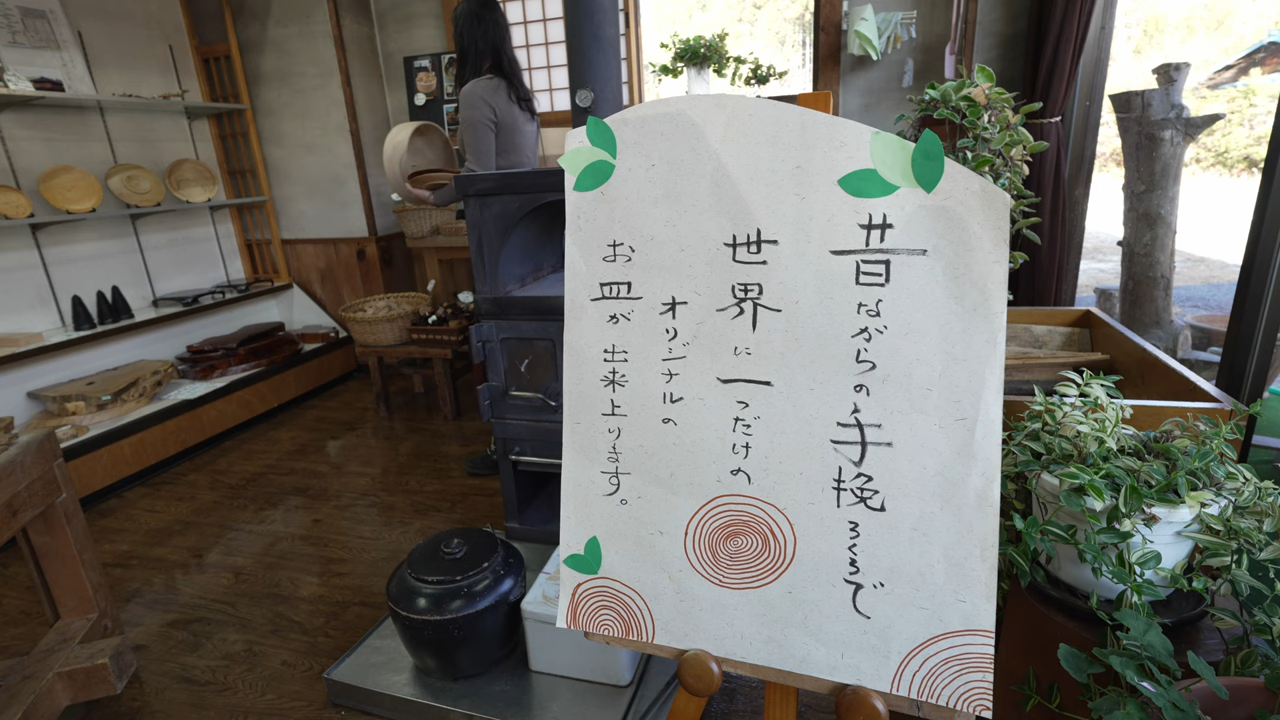 昔ながらの手挽ろくろで
世界に一つだけの
オリジナルの
お皿が出来上ります。